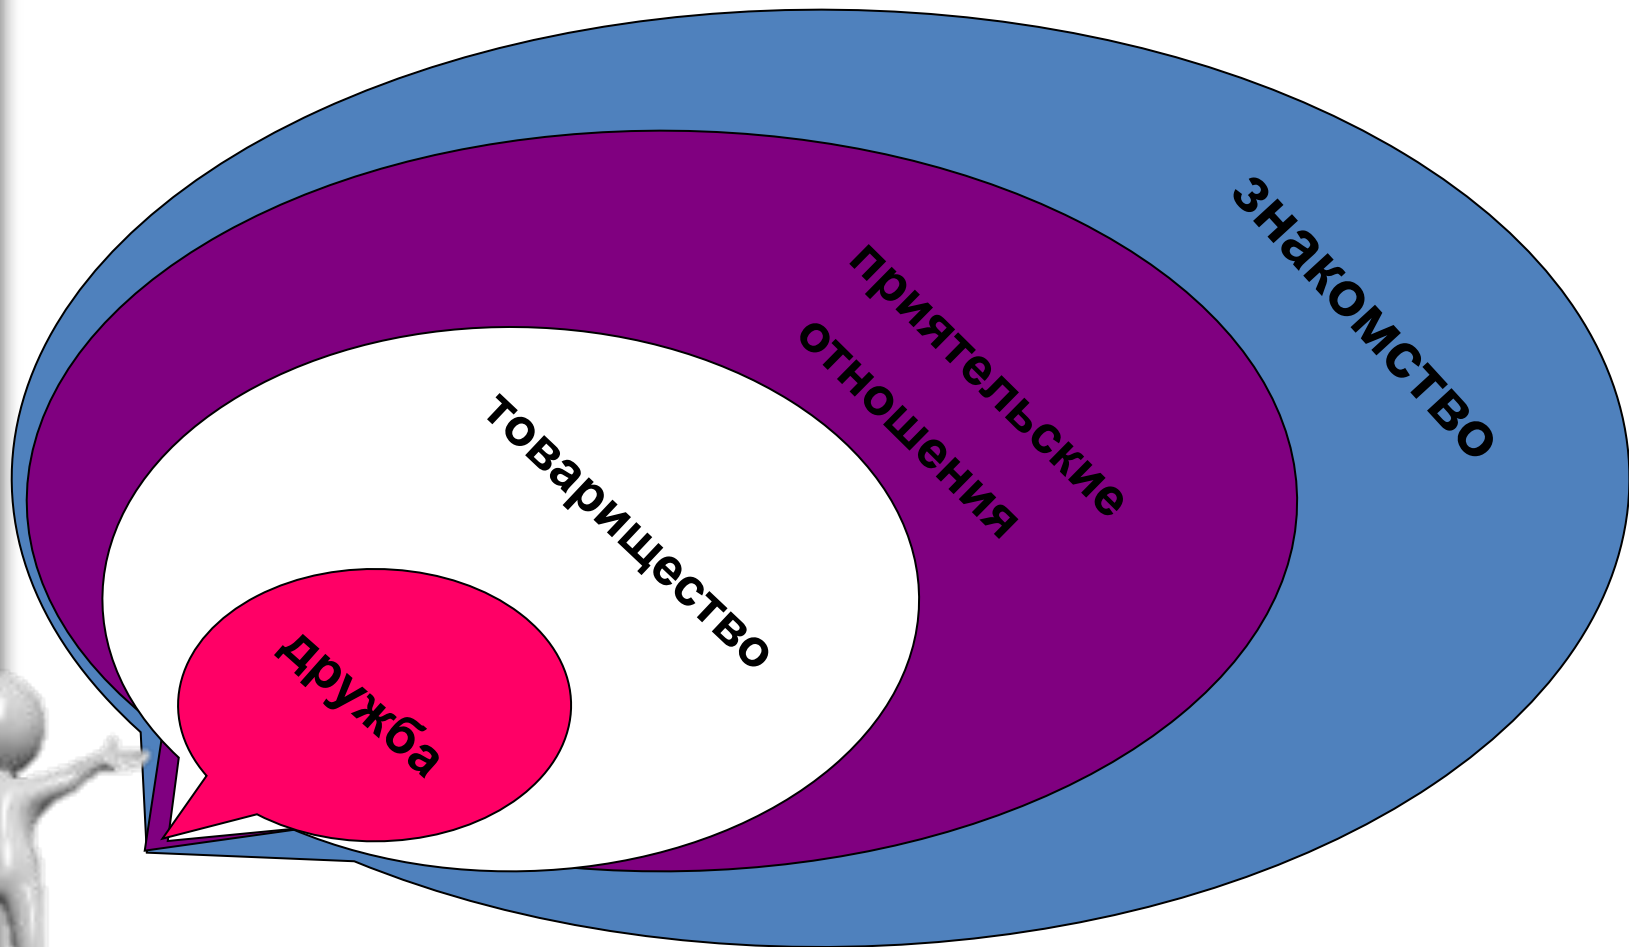 знакомство
приятельские
отношения
товарищество
дружба